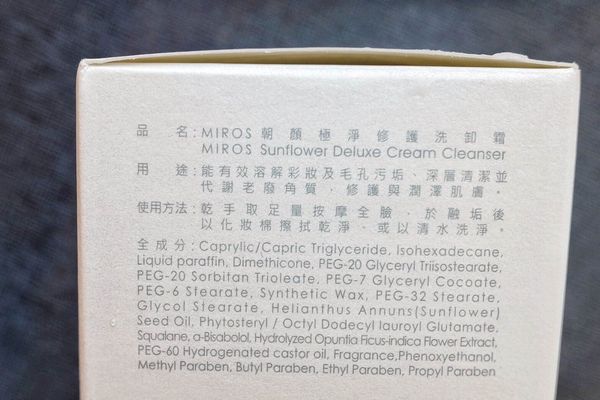 品　　名：MIROS 朝顏極淨修護洗卸霜
MIROS Sunflower Deluxe Cream Cleanser
用　　途：能有效溶解彩妝及毛孔污垢、深層清潔並
代謝老廢角質，修護與潤澤肌膚。
使用方法：乾手取足量按摩全臉，於融垢後
以化妝棉擦拭乾淨、或以清水洗淨。
全成分：Caprylic/Capric Triglyceride, Isohexadecane,
Liquid paraffin, Dimethicone, PEG-20 Glyceryl Triisostearate,
PEG-20 Sorbitan Trioleate, PEG-7 Glyceryl Cocoate,
PEG-6 Stearate, Synthetic Wax, PEG-32 Stearate,
Glycol Stearate, Helianthus Annuns(Sunflower)
Seed Oil, Phytosteryl / Octyl Dodecyl lauroyl Glutamate,
Squalane, a-Bisabolol, Hydrolyzed Opuntia Ficus-indica Flower Extract,
PEG-60 Hydrogenated castor oil, Fragrance,Phenoxyethanol,
Methyl Paraben, Butyl Paraben, Ethyl Paraben, Propyl Paraben